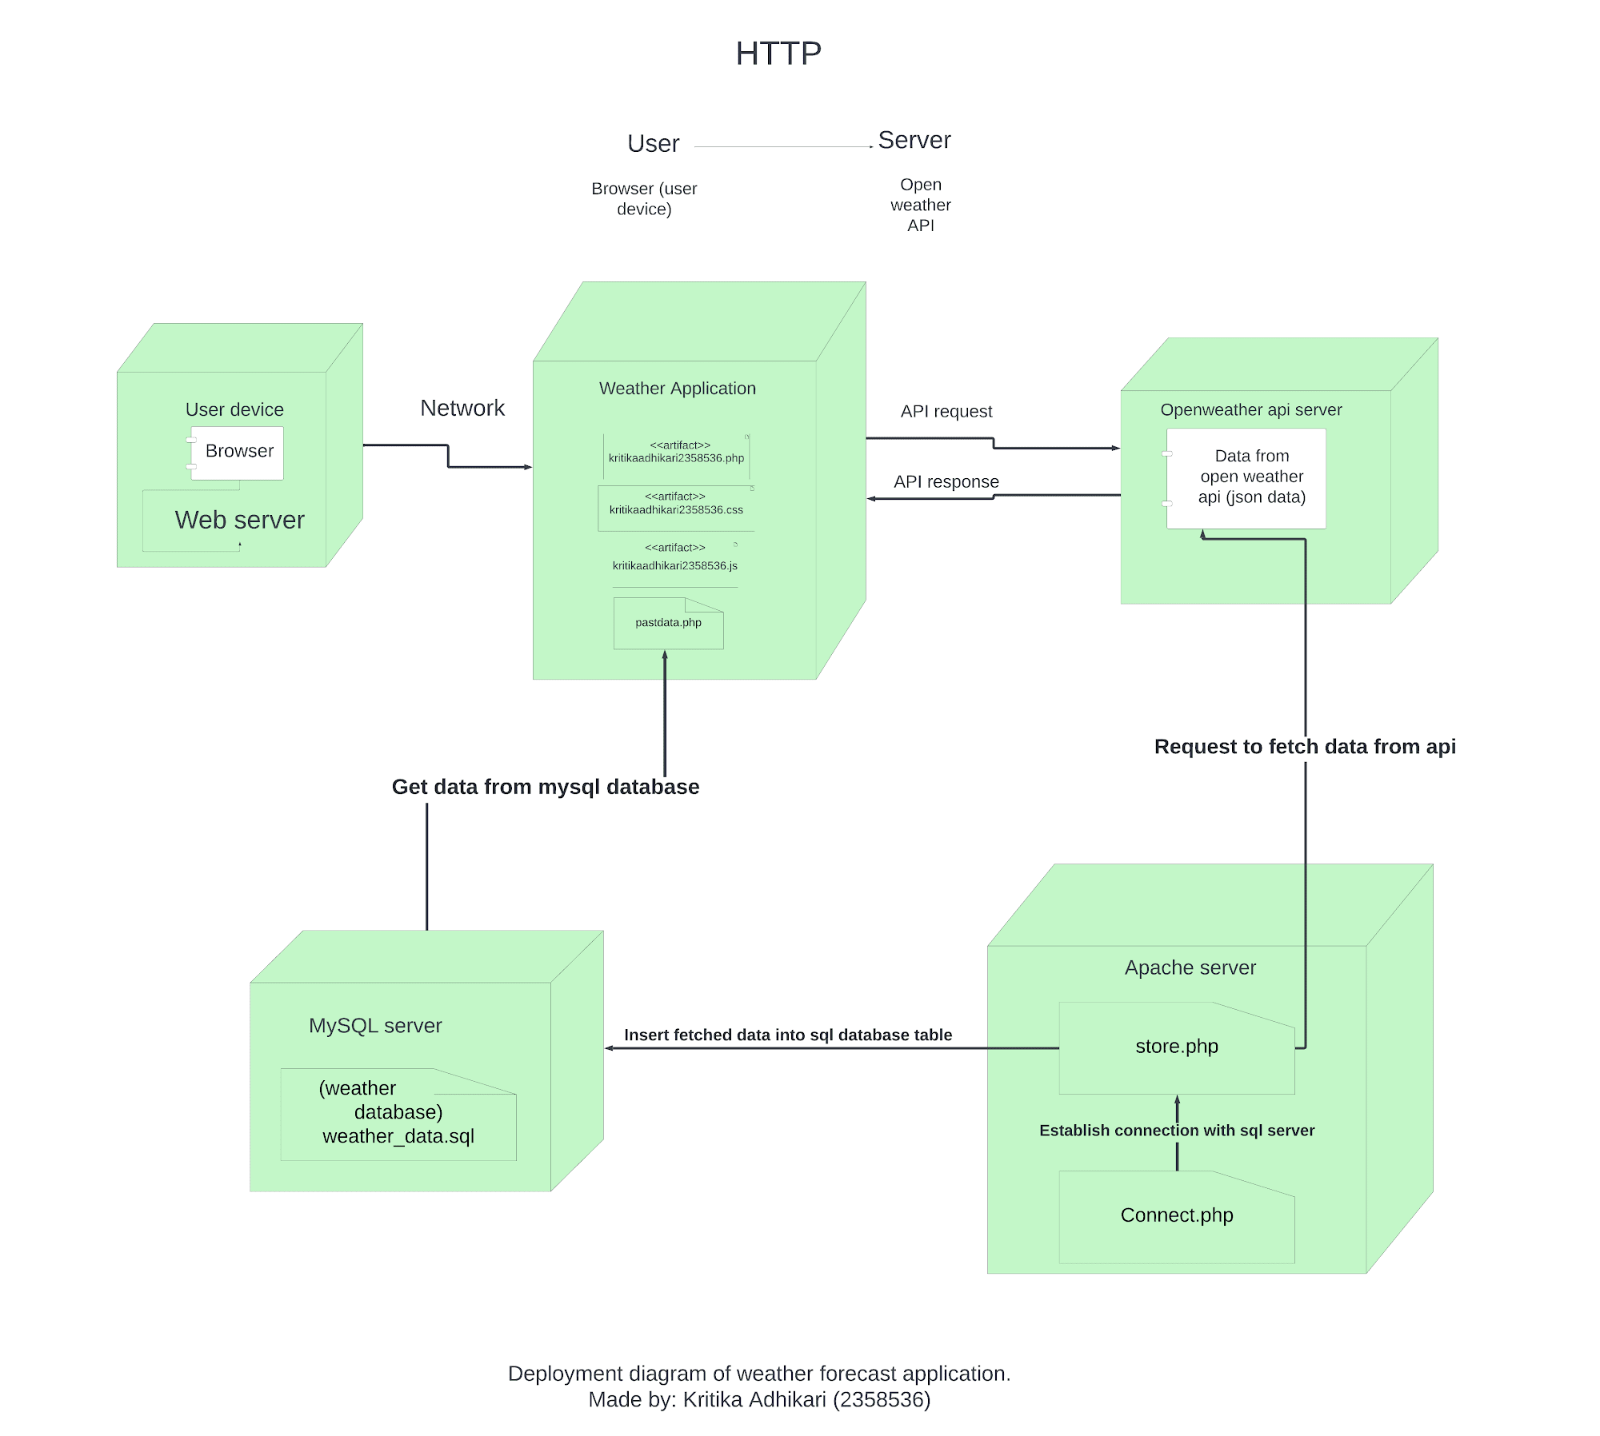 HTTP
User
Server
Browser (user
device)
Open
weather
API
User device
Browser
Web server
Network
Weather Application
<<artifact>>
kritikaadhikari2358536.php
<<artifact>>
kritikaadhikari2358536.css
<<artifact>>
kritikaadhikari2358536.js
pastdata.php
API request
API response
Openweather api server
Data from
open weather
api (json data)
Request to fetch data from api
Get data from mysql database
MySQL server
(weather
database)
weather_data.sql
Insert fetched data into sql database table
Apache server
store.php
Establish connection with sql server
Connect.php
Deployment diagram of weather forecast application.
Made by: Kritika Adhikari (2358536)